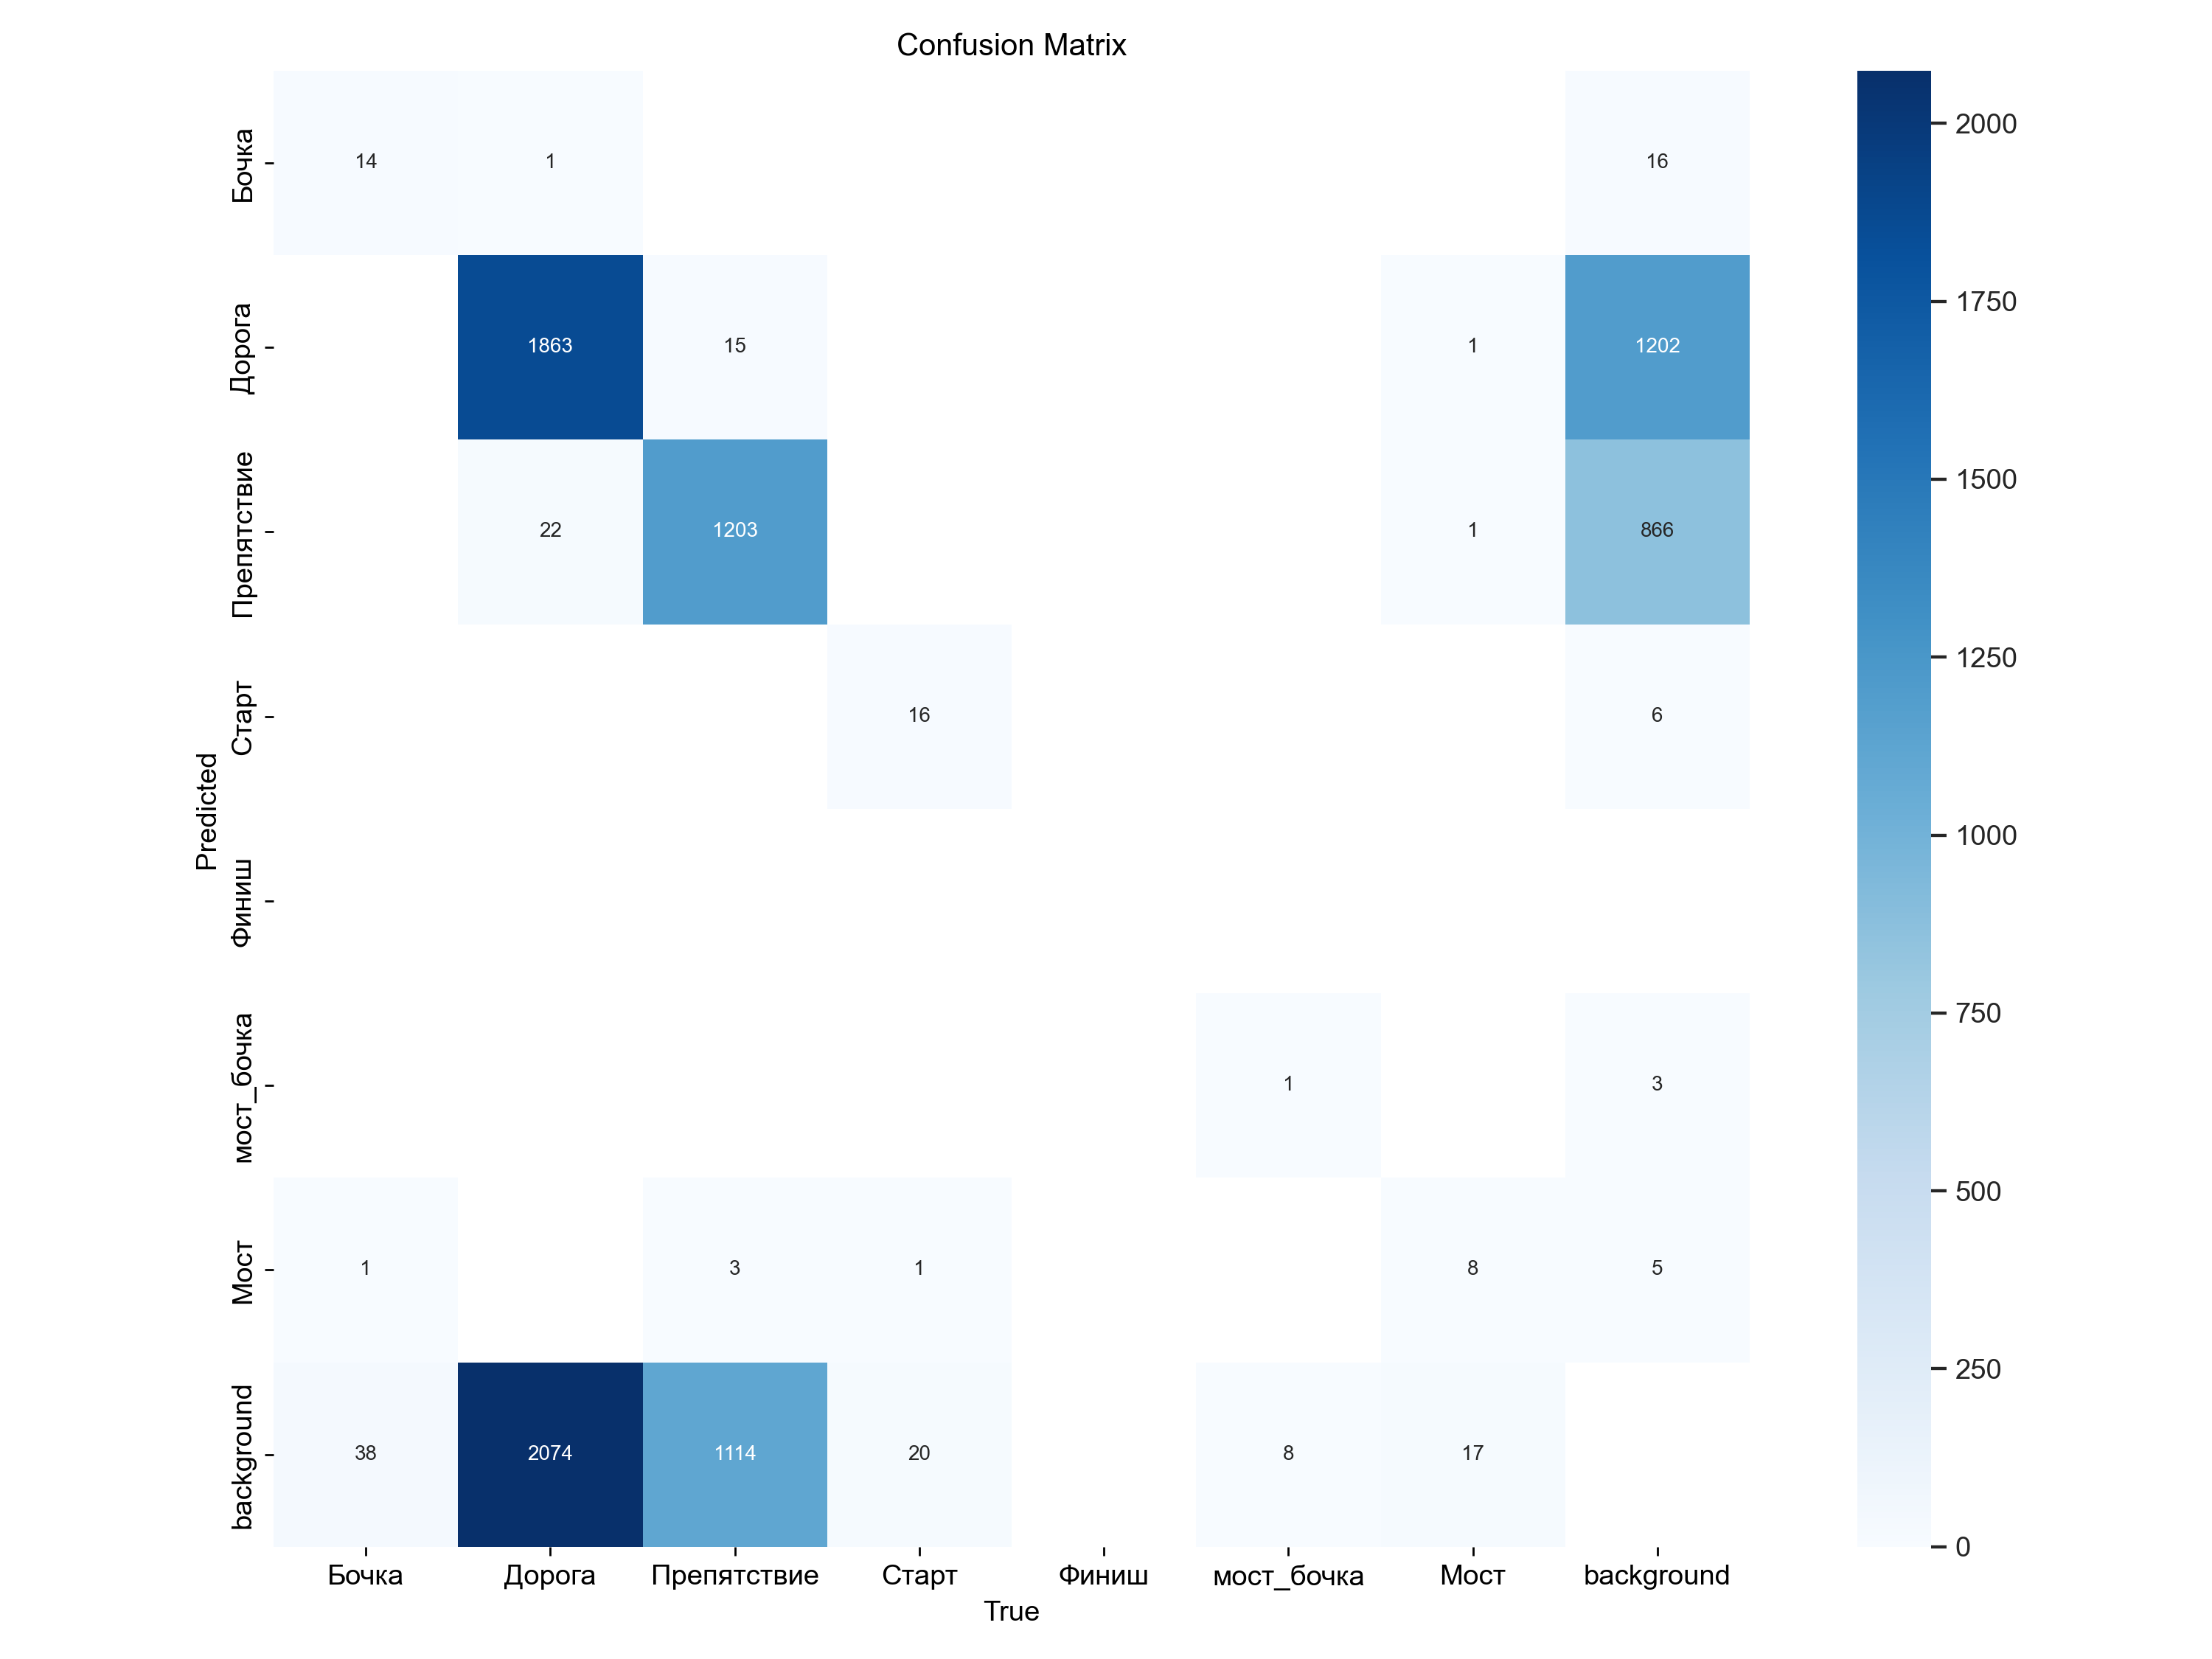 Confusion Matrix
Predicted
Бочка 14 1 16
Дорога 1863 15 1 1202
Препятствие 22 1203 1 866
Старт 16 6
Финиш
мост_бочка 1 3
Мост 1 3 1 8 5
background 38 2074 1114 20 8 17
Бочка Дорога Препятствие Старт Финиш мост_бочка Мост background
True
2000
1750
1500
1250
1000
750
500
250
0